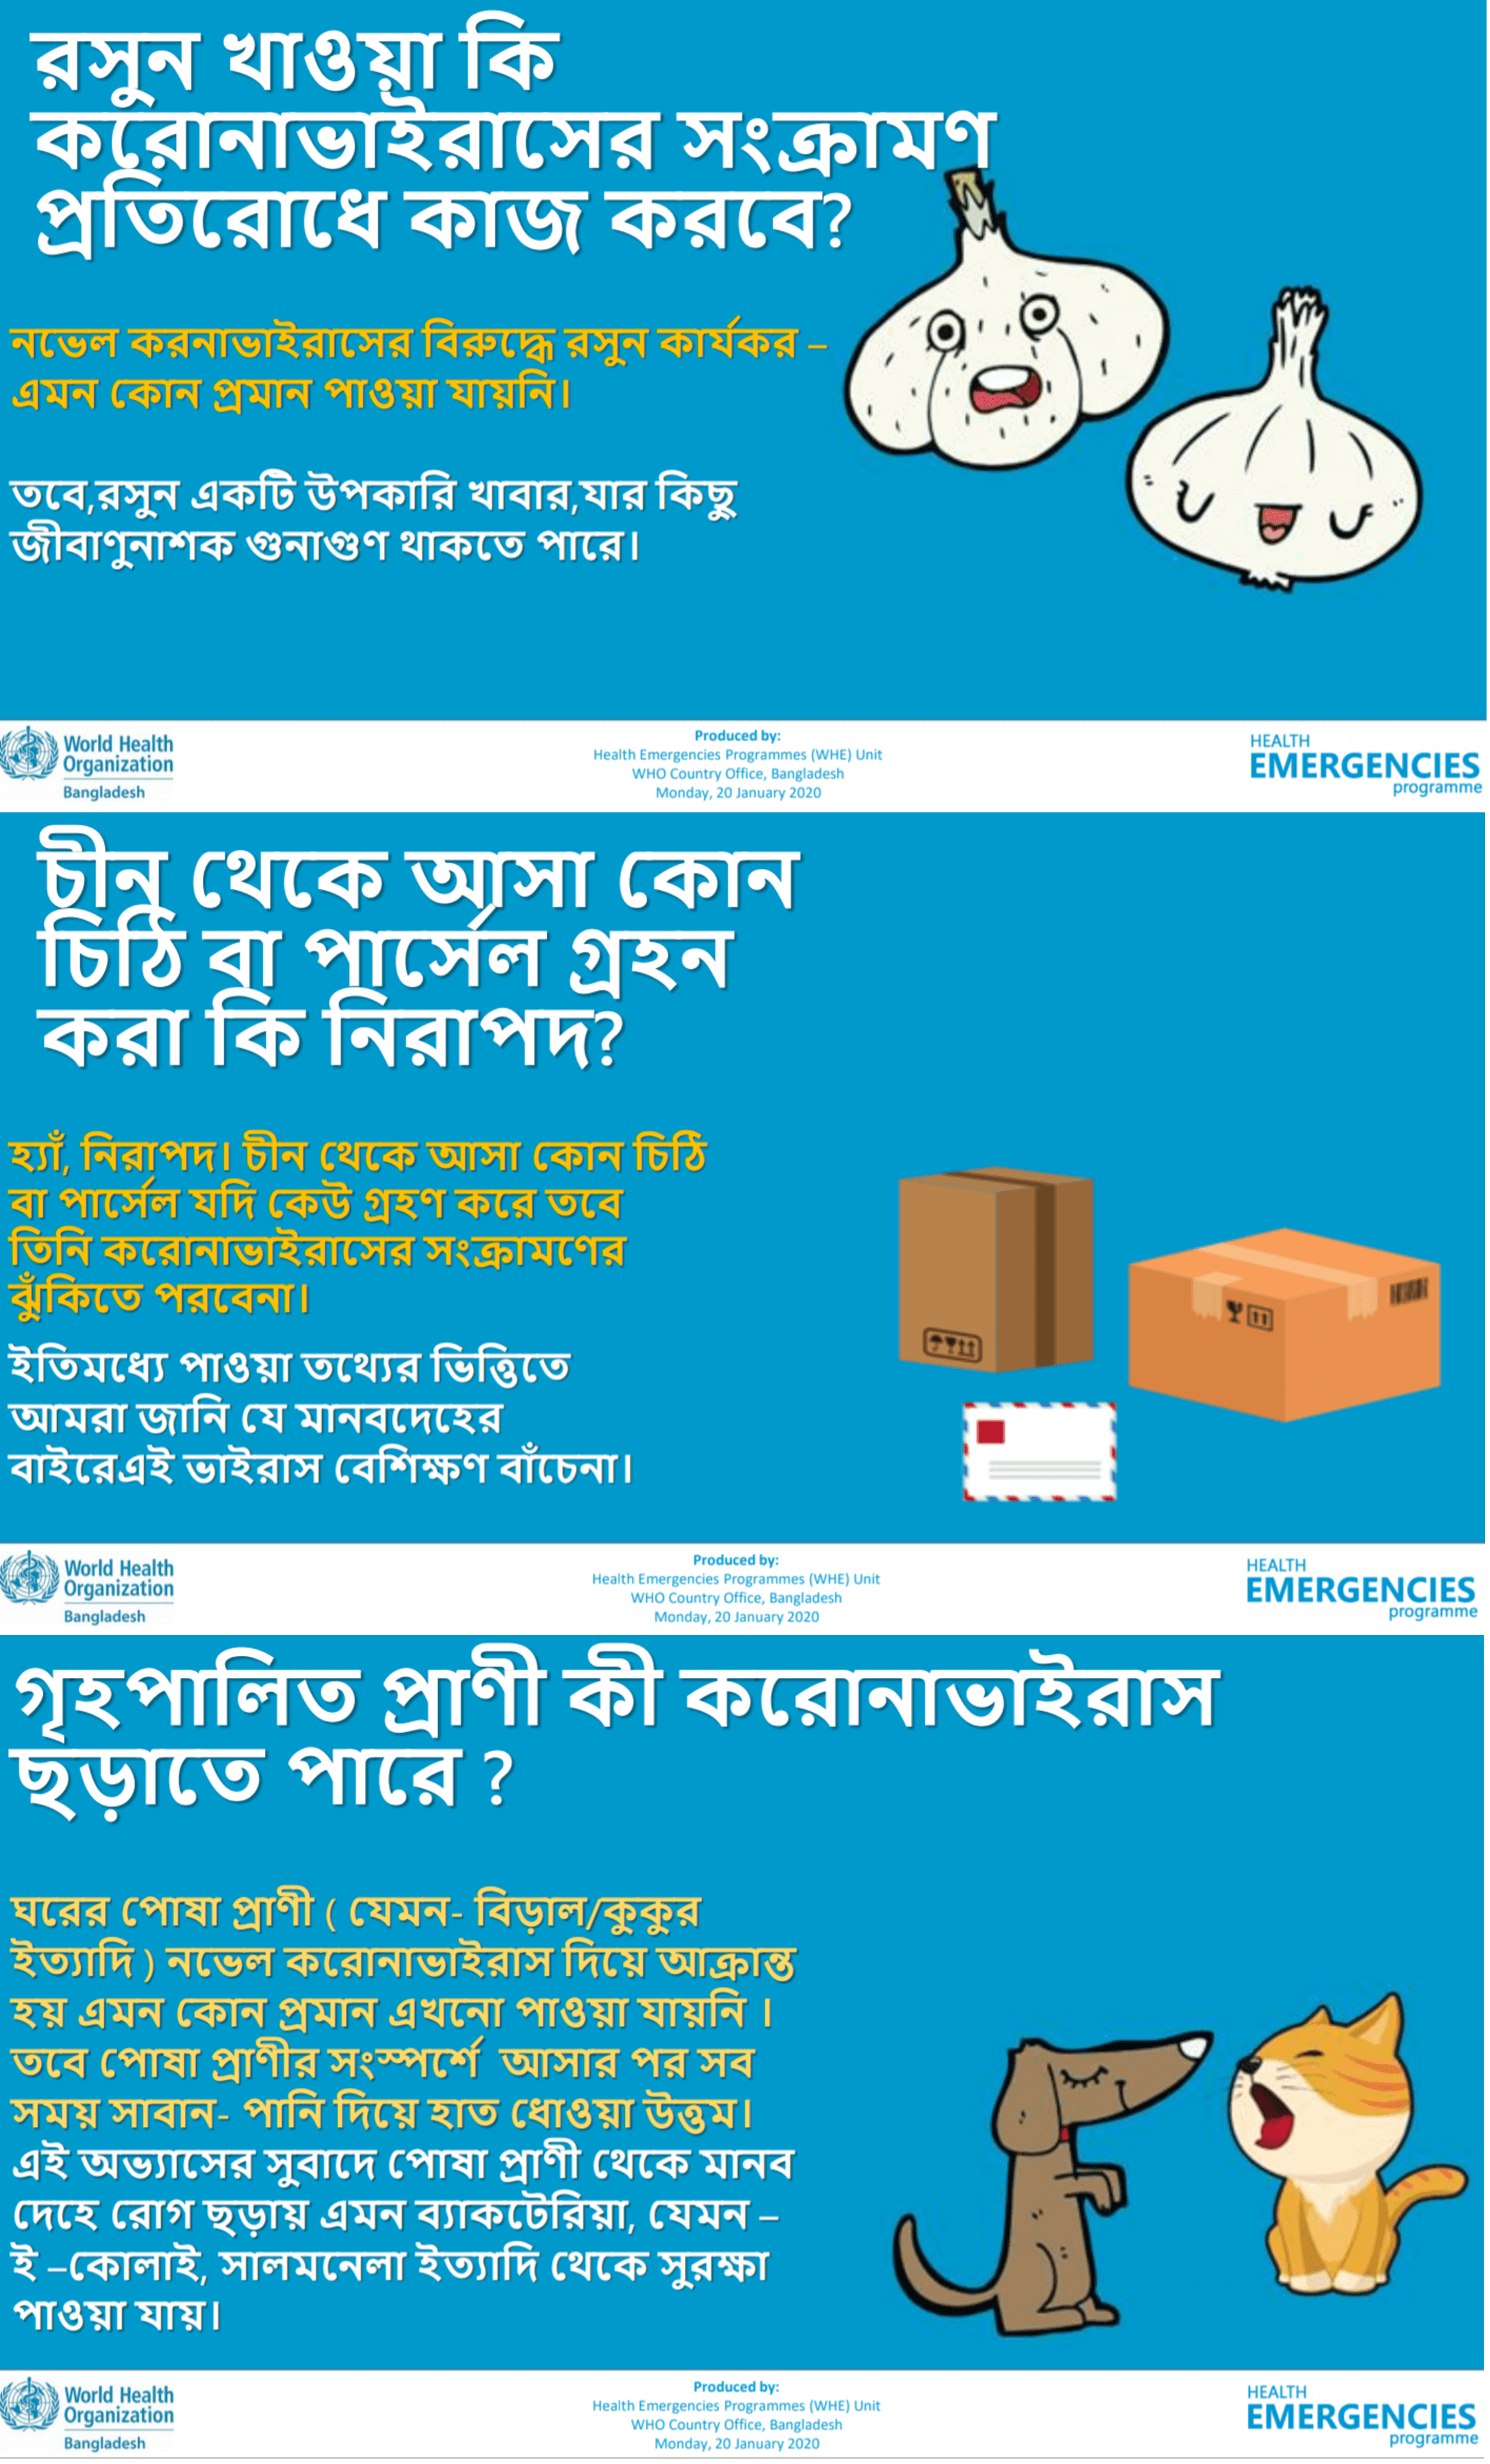 রসুন খাওয়া কি
করোনাভাইরাসের সংক্রামণ
প্রতিরোধে কাজ করবে?
নভেল করনাভাইরাসের বিরুদ্ধে রসুন কার্যকর –
এমন কোন প্রমান পাওয়া যায়নি।
তবে,রসুন একটি উপকারি খাবার,যার কিছু
জীবাণুনাশক গুনাগুণ থাকতে পারে।
World Health
Organization
Bangladesh
Produced by:
Health Emergencies Programmes (WHE) Unit
WHO Country Office, Bangladesh
Monday, 20 January 2020
HEALTH
EMERGENCIES
programme
চীন থেকে আসা কোন
চিঠি বা পার্সেল গ্রহন
করা কি নিরাপদ?
হ্যাঁ, নিরাপদ। চীন থেকে আসা কোন চিঠি
বা পার্সেল যদি কেউ গ্রহণ করে তবে
তিনি করোনাভাইরাসের সংক্রামণের
ঝুঁকিতে পরবেনা।
ইতিমধ্যে পাওয়া তথ্যের ভিত্তিতে
আমরা জানি যে মানবদেহের
বাইরেএই ভাইরাস বেশিক্ষণ বাঁচেনা।
World Health
Organization
Bangladesh
Produced by:
Health Emergencies Programmes (WHE) Unit
WHO Country Office, Bangladesh
Monday, 20 January 2020
HEALTH
EMERGENCIES
programme
গৃহপালিত প্রাণী কী করোনাভাইরাস
ছড়াতে পারে ?
ঘরের পোষা প্রাণী ( যেমন- বিড়াল/কুকুর
ইত্যাদি ) নভেল করোনাভাইরাস দিয়ে আক্রান্ত
হয় এমন কোন প্রমান এখনো পাওয়া যায়নি ।
তবে পোষা প্রাণীর সংস্পর্শে আসার পর সব
সময় সাবান- পানি দিয়ে হাত ধোওয়া উত্তম।
এই অভ্যাসের সুবাদে পোষা প্রাণী থেকে মানব
দেহে রোগ ছড়ায় এমন ব্যাকটেরিয়া, যেমন –
ই –কোলাই, সালমনেলা ইত্যাদি থেকে সুরক্ষা
পাওয়া যায়।
World Health
Organization
Bangladesh
Produced by:
Health Emergencies Programmes (WHE) Unit
WHO Country Office, Bangladesh
Monday, 20 January 2020
HEALTH
EMERGENCIES
programme